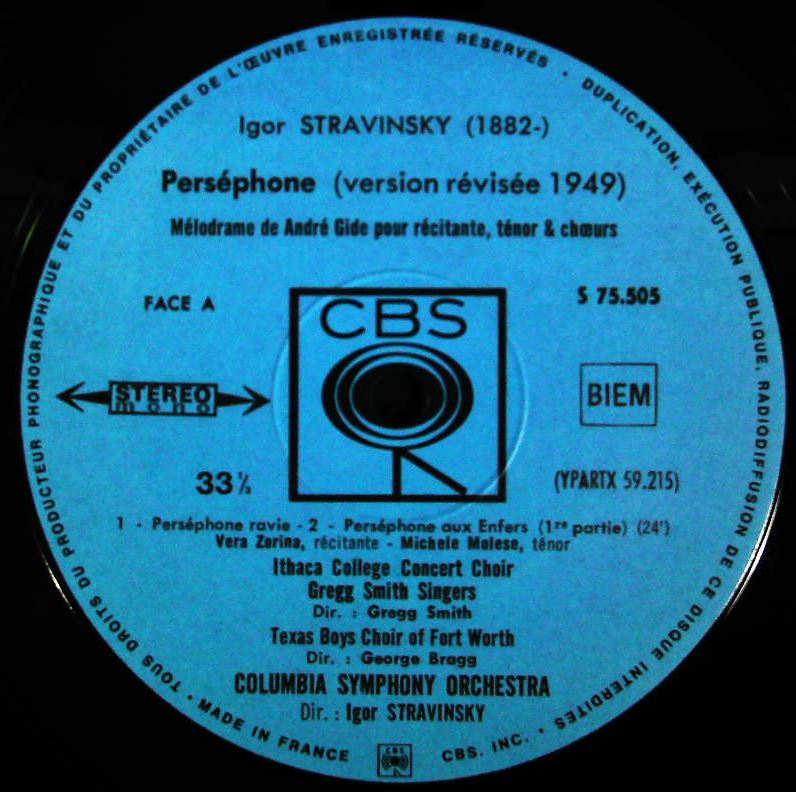 TOUS DROITS DU PRODUCTEUR PHONOGRAPHIQUE ET DU PROPRIÉTAIRE DE L'ŒUVRE ENREGISTRÉE RÉSERVÉS · DUPLICATION, EXÉCUTION PUBLIQUE, RADIODIFFUSION DE CE DISQUE INTERDITES ·
Igor STRAVINSKY (1882-)
Perséphone (version révisée 1949)
Mélodrame de André Gide pour récitante, ténor & chœurs
FACE A
S 75.505
CBS
STEREO
mono
BIEM
33 ⅓
(YPARTX 59.215)
1 - Perséphone ravie - 2 - Perséphone aux Enfers (1re partie) (24')
Vera Zorina, récitante - Michele Molese, ténor
Ithaca College Concert Choir
Gregg Smith Singers
Dir. : Gregg Smith
Texas Boys Choir of Fort Worth
Dir. : George Bragg
COLUMBIA SYMPHONY ORCHESTRA
Dir. : Igor STRAVINSKY
· MADE IN FRANCE
CBS
CBS. INC. ·